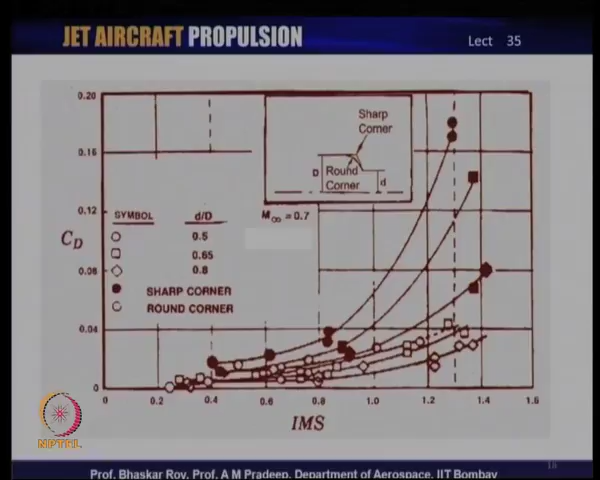 JET AIRCRAFT PROPULSION
Lect 35
0.20
0.16
0.12
0.08
0.04
0
C_D
Sharp
Corner
D
Round
Corner
d
SYMBOL d/D
M∞ = 0.7
0.5
0.65
0.8
SHARP CORNER
ROUND CORNER
0 0.2 0.4 0.6 0.8 1.0 1.2 1.4 1.6
IMS
NPTEL
18
Prof. Bhaskar Roy, Prof. A M Pradeep, Department of Aerospace, IIT Bombay